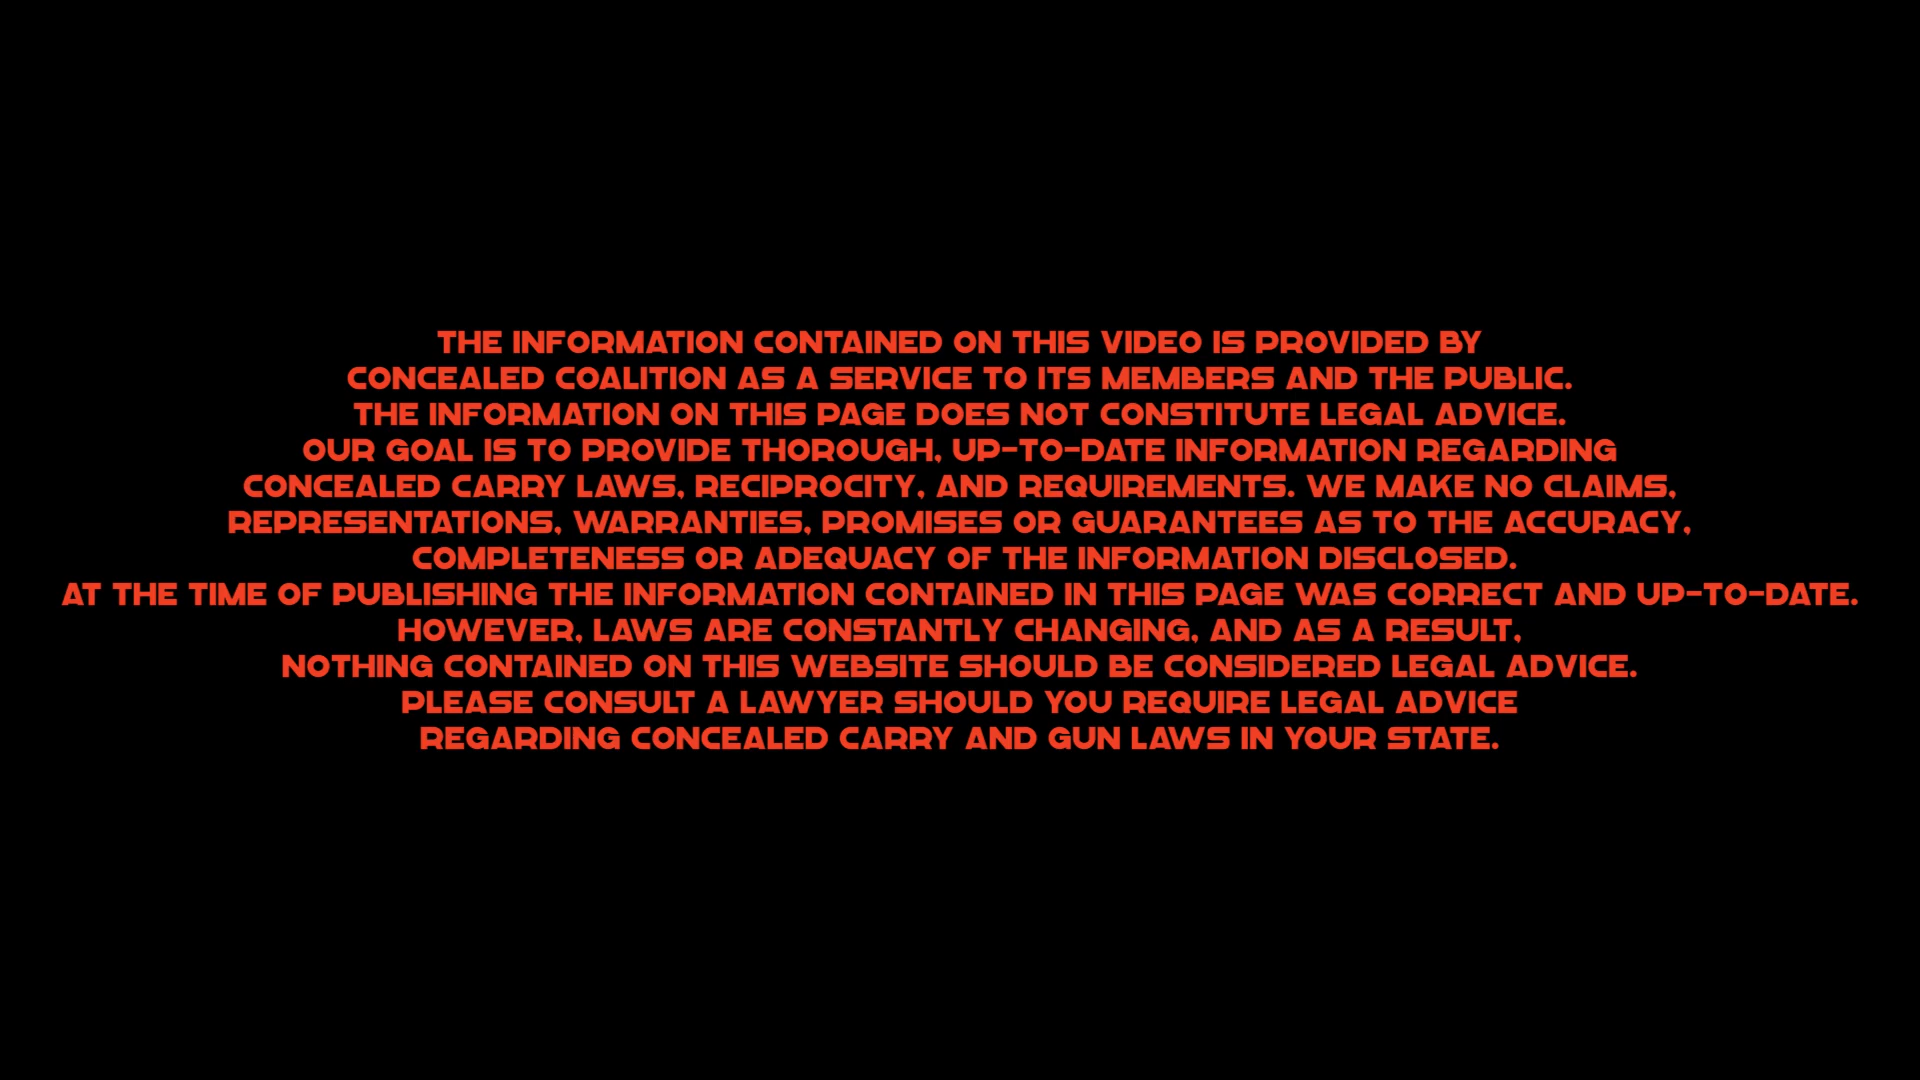 THE INFORMATION CONTAINED ON THIS VIDEO IS PROVIDED BY
CONCEALED COALITION AS A SERVICE TO ITS MEMBERS AND THE PUBLIC.
THE INFORMATION ON THIS PAGE DOES NOT CONSTITUTE LEGAL ADVICE.
OUR GOAL IS TO PROVIDE THOROUGH, UP-TO-DATE INFORMATION REGARDING
CONCEALED CARRY LAWS, RECIPROCITY, AND REQUIREMENTS. WE MAKE NO CLAIMS,
REPRESENTATIONS, WARRANTIES, PROMISES OR GUARANTEES AS TO THE ACCURACY,
COMPLETENESS OR ADEQUACY OF THE INFORMATION DISCLOSED.
AT THE TIME OF PUBLISHING THE INFORMATION CONTAINED IN THIS PAGE WAS CORRECT AND UP-TO-DATE.
HOWEVER, LAWS ARE CONSTANTLY CHANGING, AND AS A RESULT,
NOTHING CONTAINED ON THIS WEBSITE SHOULD BE CONSIDERED LEGAL ADVICE.
PLEASE CONSULT A LAWYER SHOULD YOU REQUIRE LEGAL ADVICE
REGARDING CONCEALED CARRY AND GUN LAWS IN YOUR STATE.